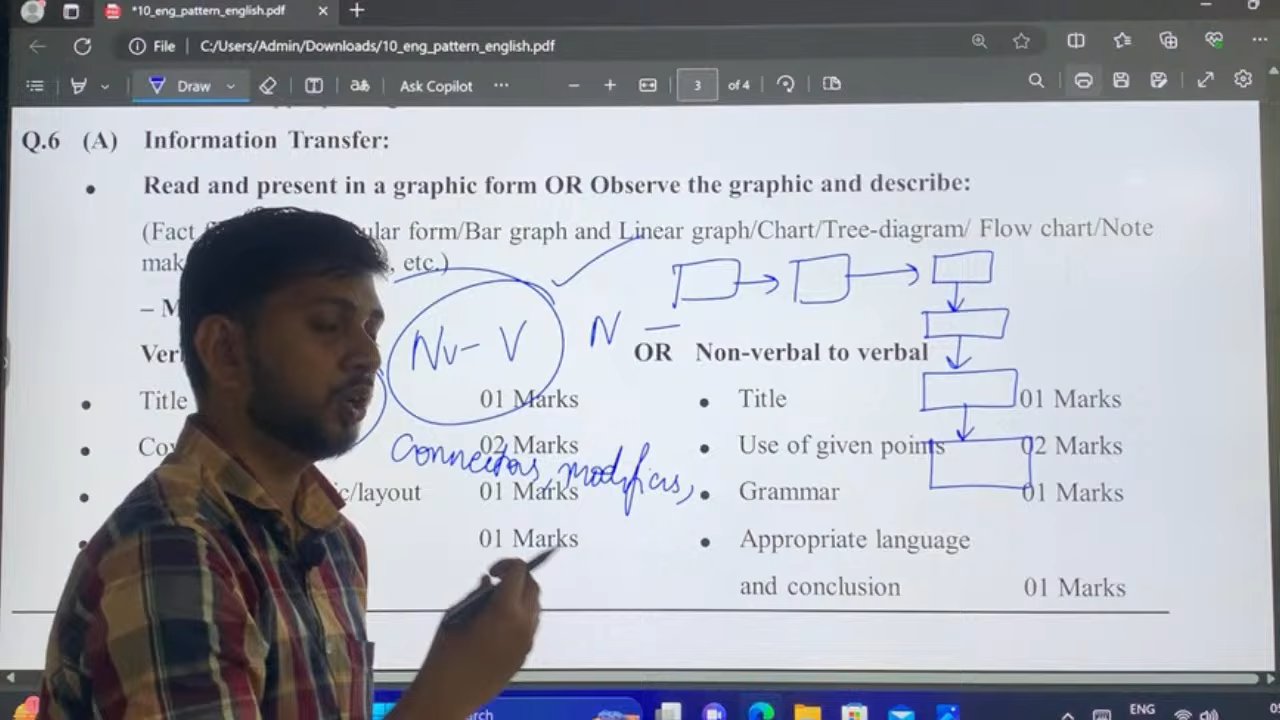 *10_eng_pattern_english.pdf
File C:/Users/Admin/Downloads/10_eng_pattern_english.pdf
Draw Ask Copilot ... 3 of 4
Q.6 (A) Information Transfer:
• Read and present in a graphic form OR Observe the graphic and describe:
(Fact form/Bar graph and Linear graph/Chart/Tree-diagram/ Flow chart/Note
etc.)
Nv - V N –
OR Non-verbal to verbal
• Title 01 Marks • Title 01 Marks
• 02 Marks • Use of given points 02 Marks
Connectors, modifiers,
• /layout 01 Marks • Grammar 01 Marks
01 Marks • Appropriate language
and conclusion 01 Marks
ENG